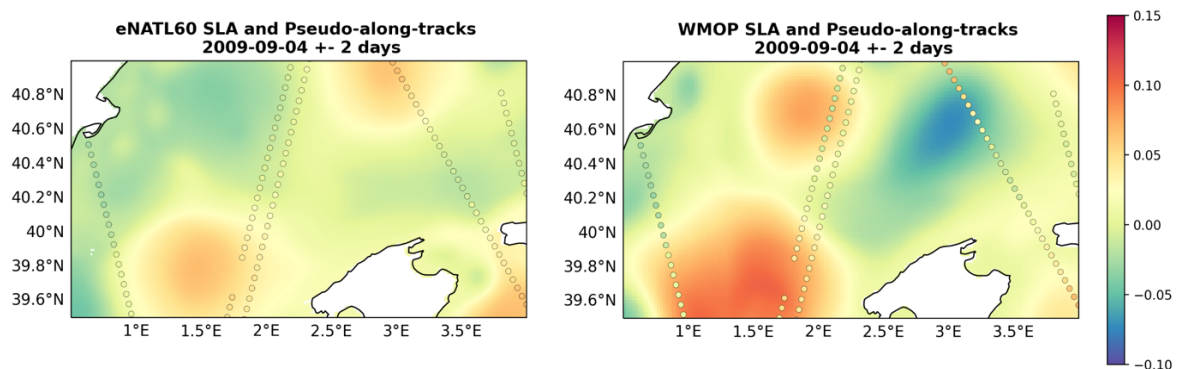 eNATL60 SLA and Pseudo-along-tracks
2009-09-04 +- 2 days
40.8°N
40.6°N
40.4°N
40.2°N
40°N
39.8°N
39.6°N
1°E
1.5°E
2°E
2.5°E
3°E
3.5°E
WMOP SLA and Pseudo-along-tracks
2009-09-04 +- 2 days
40.8°N
40.6°N
40.4°N
40.2°N
40°N
39.8°N
39.6°N
1°E
1.5°E
2°E
2.5°E
3°E
3.5°E
0.15
0.10
0.05
0.00
−0.05
−0.10